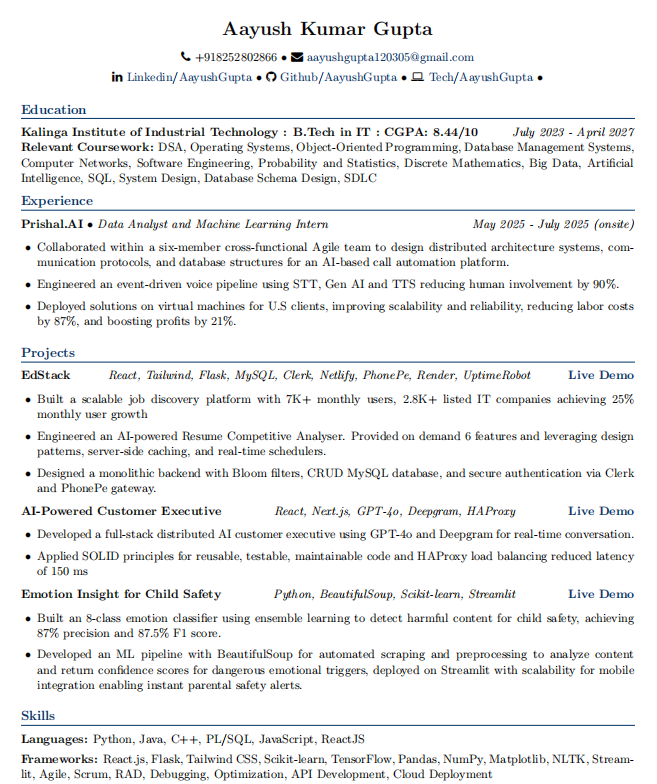 Aayush Kumar Gupta
+918252802866 • aayushgupta120305@gmail.com
Linkedin/AayushGupta • Github/AayushGupta • Tech/AayushGupta •
Education
Kalinga Institute of Industrial Technology : B.Tech in IT : CGPA: 8.44/10 July 2023 - April 2027
Relevant Coursework: DSA, Operating Systems, Object-Oriented Programming, Database Management Systems,
Computer Networks, Software Engineering, Probability and Statistics, Discrete Mathematics, Big Data, Artificial
Intelligence, SQL, System Design, Database Schema Design, SDLC
Experience
Prishal.AI • Data Analyst and Machine Learning Intern May 2025 - July 2025 (onsite)
• Collaborated within a six-member cross-functional Agile team to design distributed architecture systems, com-
munication protocols, and database structures for an AI-based call automation platform.
• Engineered an event-driven voice pipeline using STT, Gen AI and TTS reducing human involvement by 90%.
• Deployed solutions on virtual machines for U.S clients, improving scalability and reliability, reducing labor costs
by 87%, and boosting profits by 21%.
Projects
EdStack React, Tailwind, Flask, MySQL, Clerk, Netlify, PhonePe, Render, UptimeRobot Live Demo
• Built a scalable job discovery platform with 7K+ monthly users, 2.8K+ listed IT companies achieving 25%
monthly user growth
• Engineered an AI-powered Resume Competitive Analyser. Provided on demand 6 features and leveraging design
patterns, server-side caching, and real-time schedulers.
• Designed a monolithic backend with Bloom filters, CRUD MySQL database, and secure authentication via Clerk
and PhonePe gateway.
AI-Powered Customer Executive React, Next.js, GPT-4o, Deepgram, HAProxy Live Demo
• Developed a full-stack distributed AI customer executive using GPT-4o and Deepgram for real-time conversation.
• Applied SOLID principles for reusable, testable, maintainable code and HAProxy load balancing reduced latency
of 150 ms
Emotion Insight for Child Safety Python, BeautifulSoup, Scikit-learn, Streamlit Live Demo
• Built an 8-class emotion classifier using ensemble learning to detect harmful content for child safety, achieving
87% precision and 87.5% F1 score.
• Developed an ML pipeline with BeautifulSoup for automated scraping and preprocessing to analyze content
and return confidence scores for dangerous emotional triggers, deployed on Streamlit with scalability for mobile
integration enabling instant parental safety alerts.
Skills
Languages: Python, Java, C++, PL/SQL, JavaScript, ReactJS
Frameworks: React.js, Flask, Tailwind CSS, Scikit-learn, TensorFlow, Pandas, NumPy, Matplotlib, NLTK, Stream-
lit, Agile, Scrum, RAD, Debugging, Optimization, API Development, Cloud Deployment